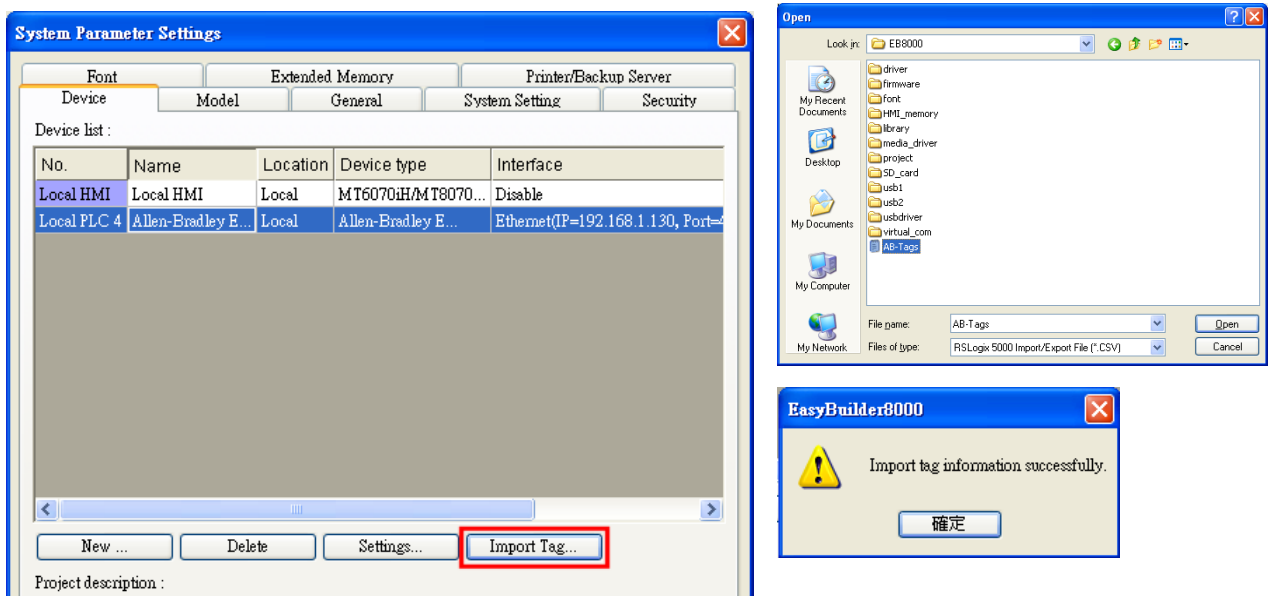 System Parameter Settings
Font Extended Memory Printer/Backup Server
Device Model General System Setting Security
Device list :
No. Name Location Device type Interface
Local HMI Local HMI Local MT6070iH/MT8070... Disable
Local PLC 4 Allen-Bradley E... Local Allen-Bradley E... Ethernet(IP=192.168.1.130, Port=4
New ... Delete Settings... Import Tag...
Project description :
Open
Look in: EB8000
My Recent Documents
Desktop
My Documents
My Computer
My Network
driver
firmware
font
HMI_memory
library
media_driver
project
SD_card
usb1
usb2
usbdriver
virtual_com
AB-Tags
File name: AB-Tags Open
Files of type: RSLogix 5000 Import/Export File (*.CSV) Cancel
EasyBuilder8000
Import tag information successfully.
確定